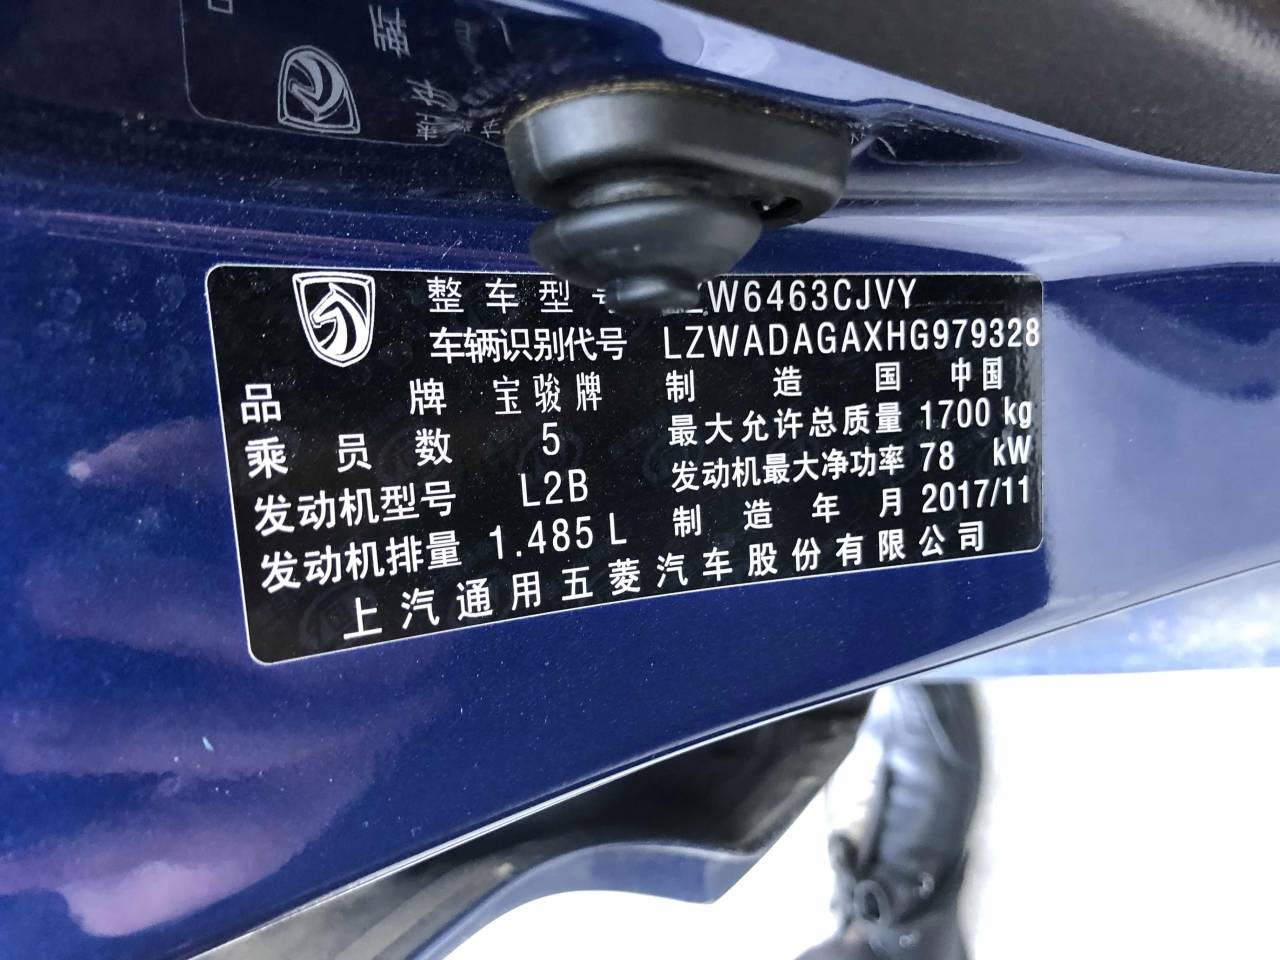 整车型号 LZW6463CJVY
车辆识别代号 LZWADAGAXHG979328
品牌 宝骏牌 制造国 中国
乘员数 5 最大允许总质量 1700 kg
发动机型号 L2B 发动机最大净功率 78 kW
发动机排量 1.485 L 制造年月 2017/11
上汽通用五菱汽车股份有限公司